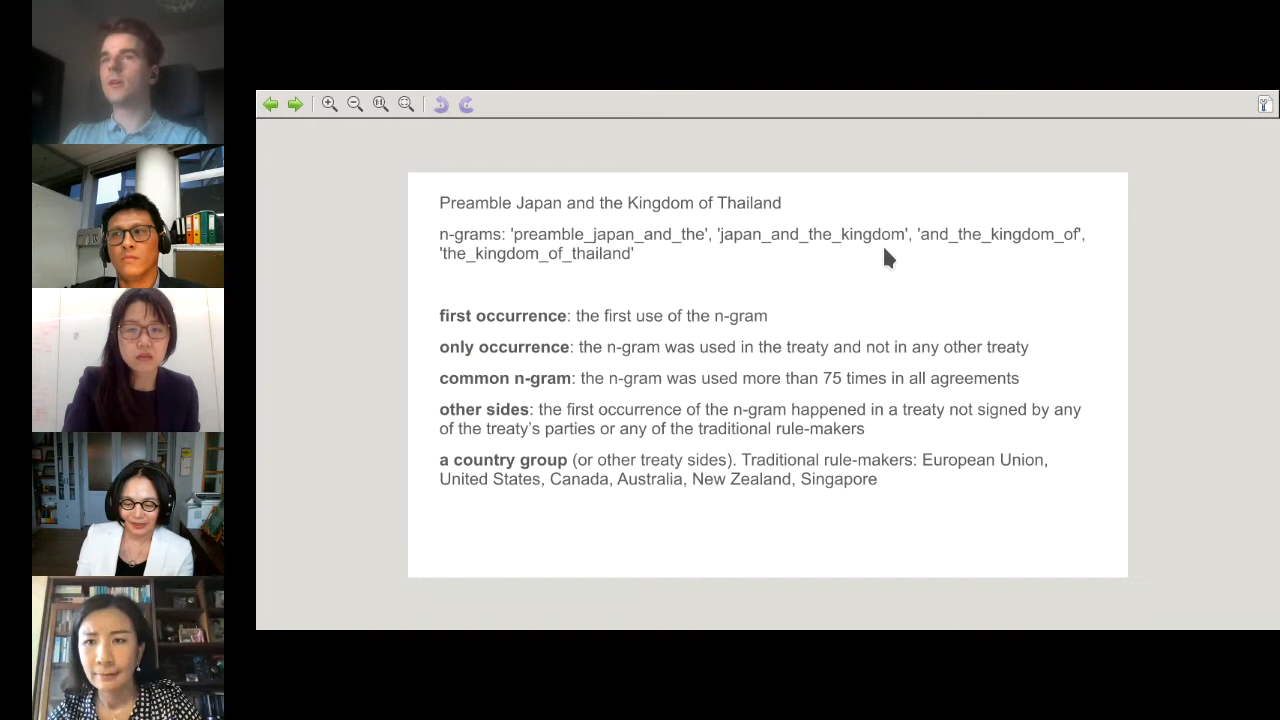 Preamble Japan and the Kingdom of Thailand
n-grams: 'preamble_japan_and_the', 'japan_and_the_kingdom', 'and_the_kingdom_of',
'the_kingdom_of_thailand'
first occurrence: the first use of the n-gram
only occurrence: the n-gram was used in the treaty and not in any other treaty
common n-gram: the n-gram was used more than 75 times in all agreements
other sides: the first occurrence of the n-gram happened in a treaty not signed by any
of the treaty's parties or any of the traditional rule-makers
a country group (or other treaty sides). Traditional rule-makers: European Union,
United States, Canada, Australia, New Zealand, Singapore